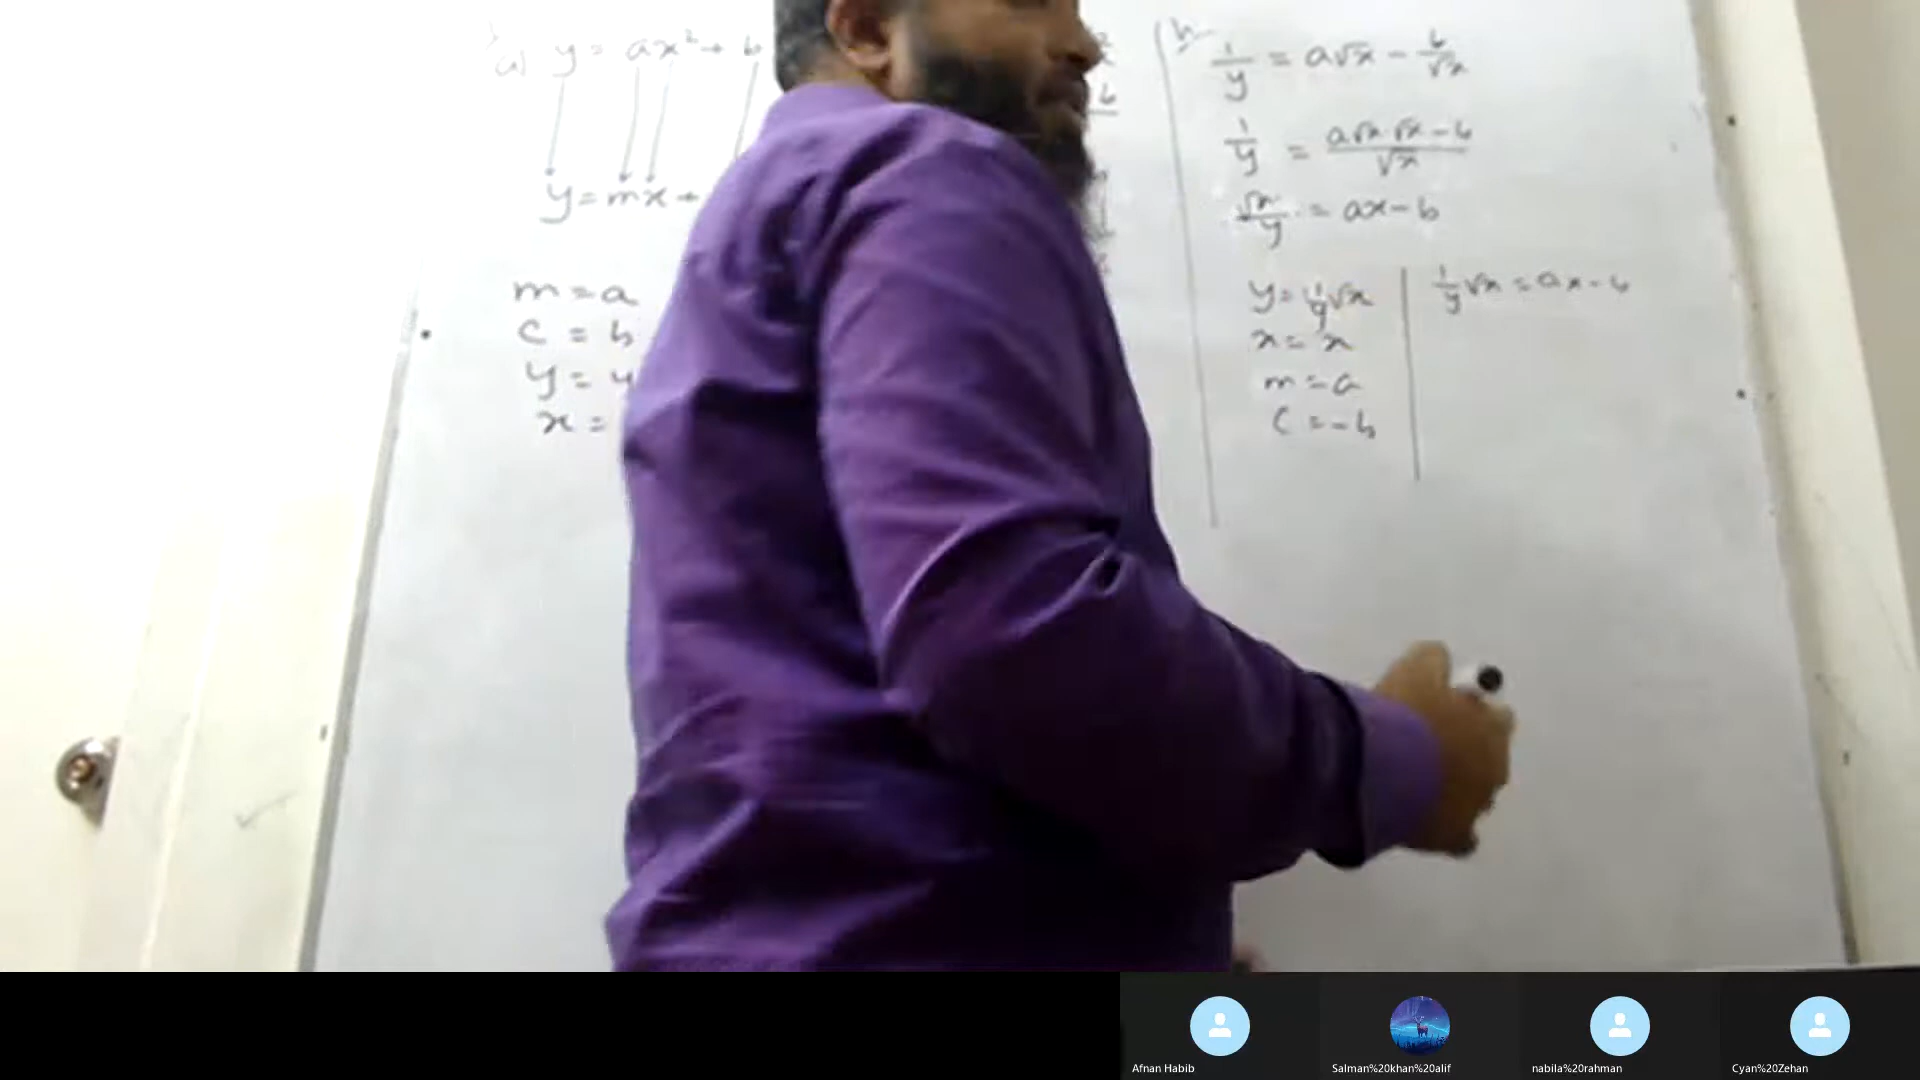 a) y = ax² + b
y = mx +
m = a
c = b
y = y
x =
h
1/y = a√x - b/√x
1/y = (a√x·√x - b)/√x
√x/y = ax - b
y = 1/y √x
x = x
m = a
c = -b
1/y √x = ax - b
Afnan Habib
Salman%20khan%20alif
nabila%20rahman
Cyan%20Zehan